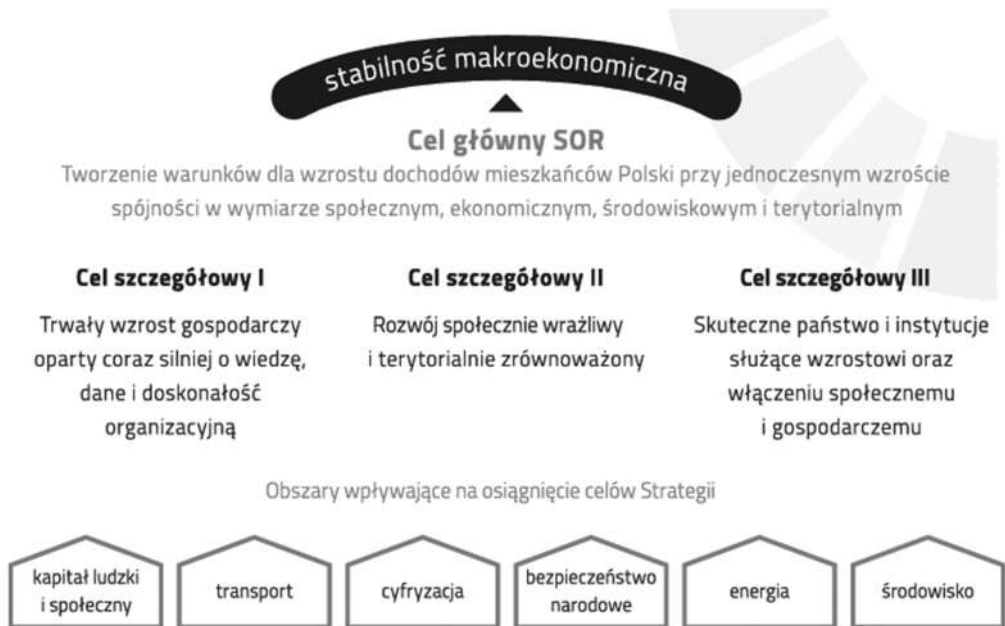 stabilność makroekonomiczna
Cel główny SOR
Tworzenie warunków dla wzrostu dochodów mieszkańców Polski przy jednoczesnym wzroście
spójności w wymiarze społecznym, ekonomicznym, środowiskowym i terytorialnym
Cel szczegółowy I
Trwały wzrost gospodarczy
oparty coraz silniej o wiedzę,
dane i doskonałość
organizacyjną
Cel szczegółowy II
Rozwój społecznie wrażliwy
i terytorialnie zrównoważony
Cel szczegółowy III
Skuteczne państwo i instytucje
służące wzrostowi oraz
włączeniu społecznemu
i gospodarczemu
Obszary wpływające na osiągnięcie celów Strategii
kapitał ludzki
i społeczny
transport
cyfryzacja
bezpieczeństwo
narodowe
energia
środowisko